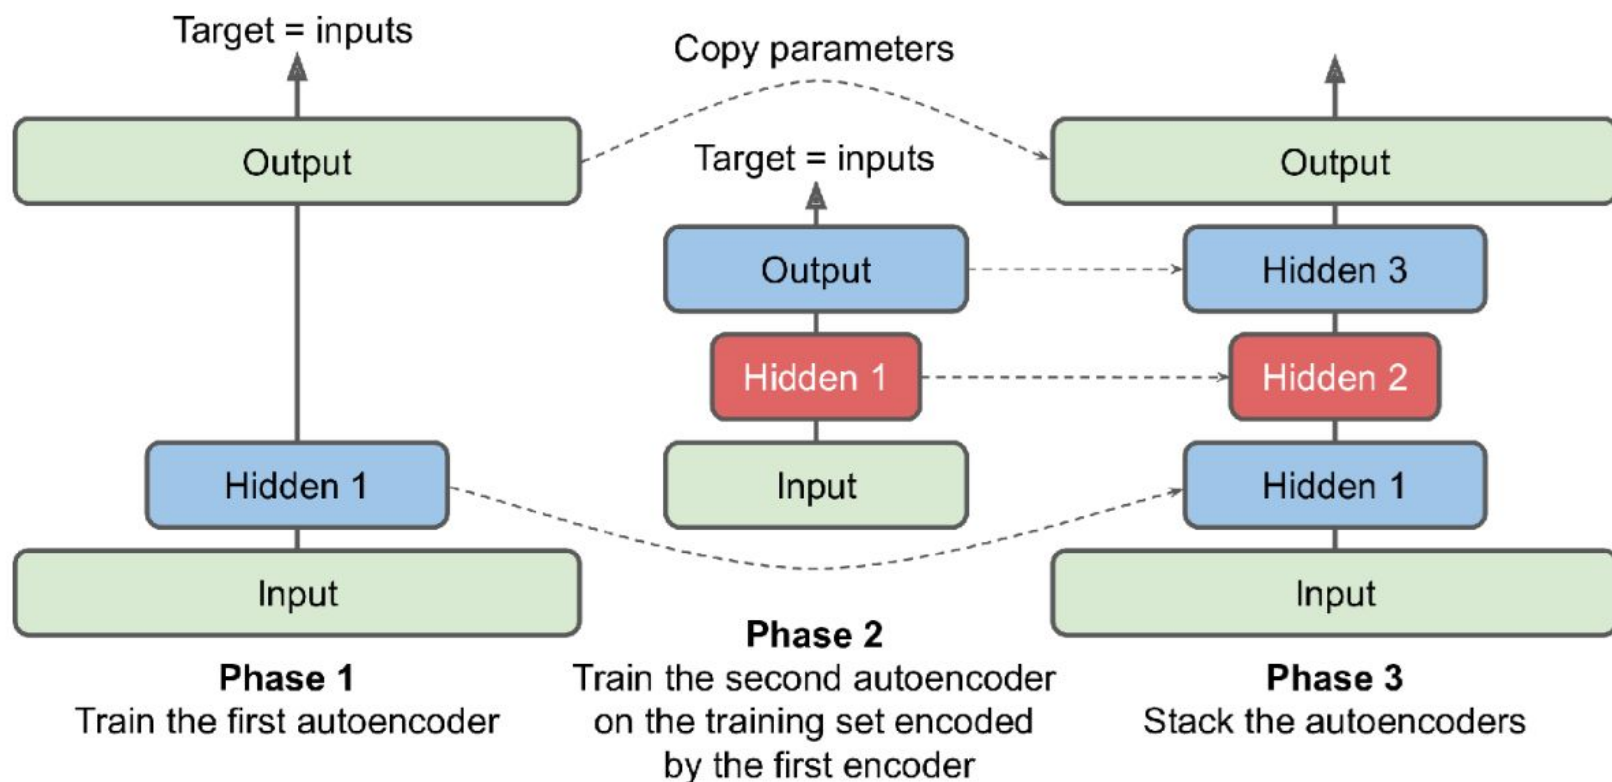 Target = inputs
Copy parameters
Output
Target = inputs
Output
Output
Hidden 3
Hidden 1
Hidden 2
Hidden 1
Input
Hidden 1
Input
Input
Phase 1
Train the first autoencoder
Phase 2
Train the second autoencoder
on the training set encoded
by the first encoder
Phase 3
Stack the autoencoders